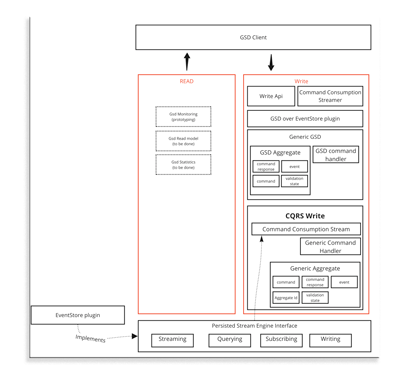 GSD Client
READ
Gsd Monitoring
(prototyping)
Gsd Read model
(to be done)
Gsd Statistics
(to be done)
Write
Write Api
Command Consumption
Streamer
GSD over EventStore plugin
Generic GSD
GSD Aggregate
command
response
event
command
validation
state
GSD command
handler
CQRS Write
Command Consumption Stream
Generic Command
Handler
Generic Aggregate
command
command
response
event
Aggregate id
validation
state
EventStore plugin
Implements
Persisted Stream Engine Interface
Streaming
Querying
Subscribing
Writing